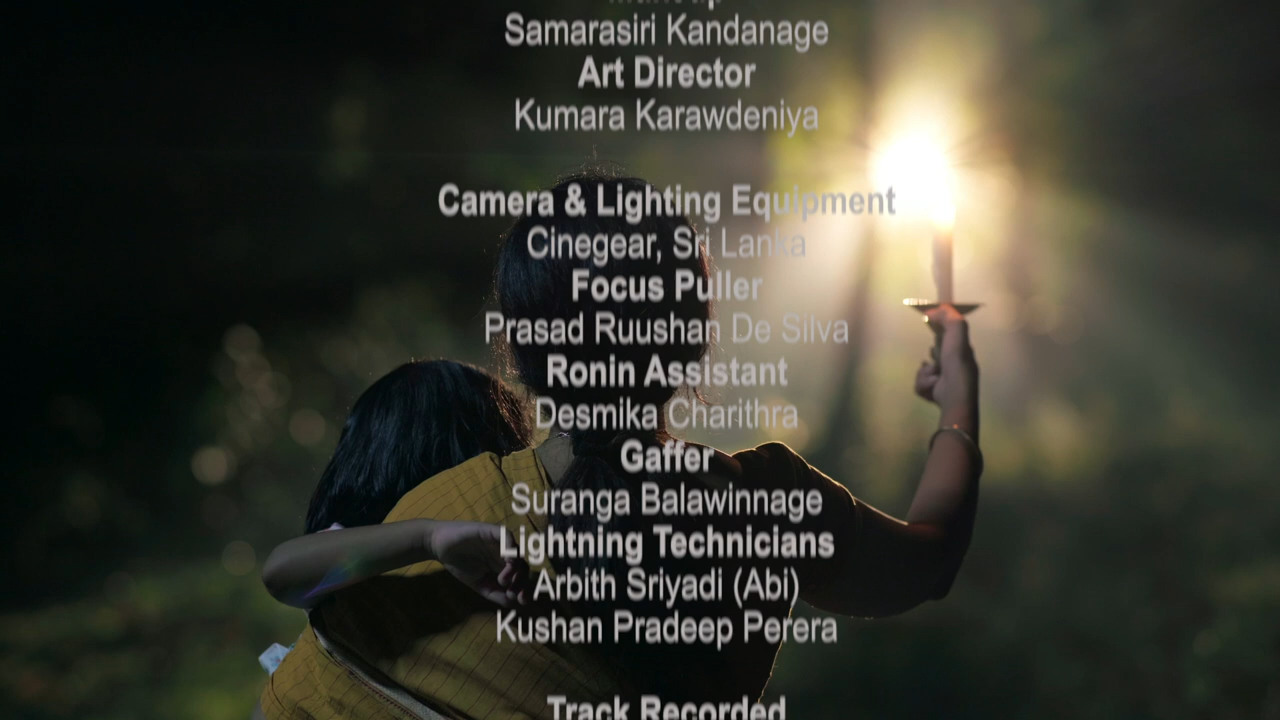 Samarasiri Kandanage
Art Director
Kumara Karawdeniya
Camera & Lighting Equipment
Cinegear, Sri Lanka
Focus Puller
Prasad Ruushan De Silva
Ronin Assistant
Desmika Charithra
Gaffer
Suranga Balawinnage
Lightning Technicians
Arbith Sriyadi (Abi)
Kushan Pradeep Perera
Track Recorded